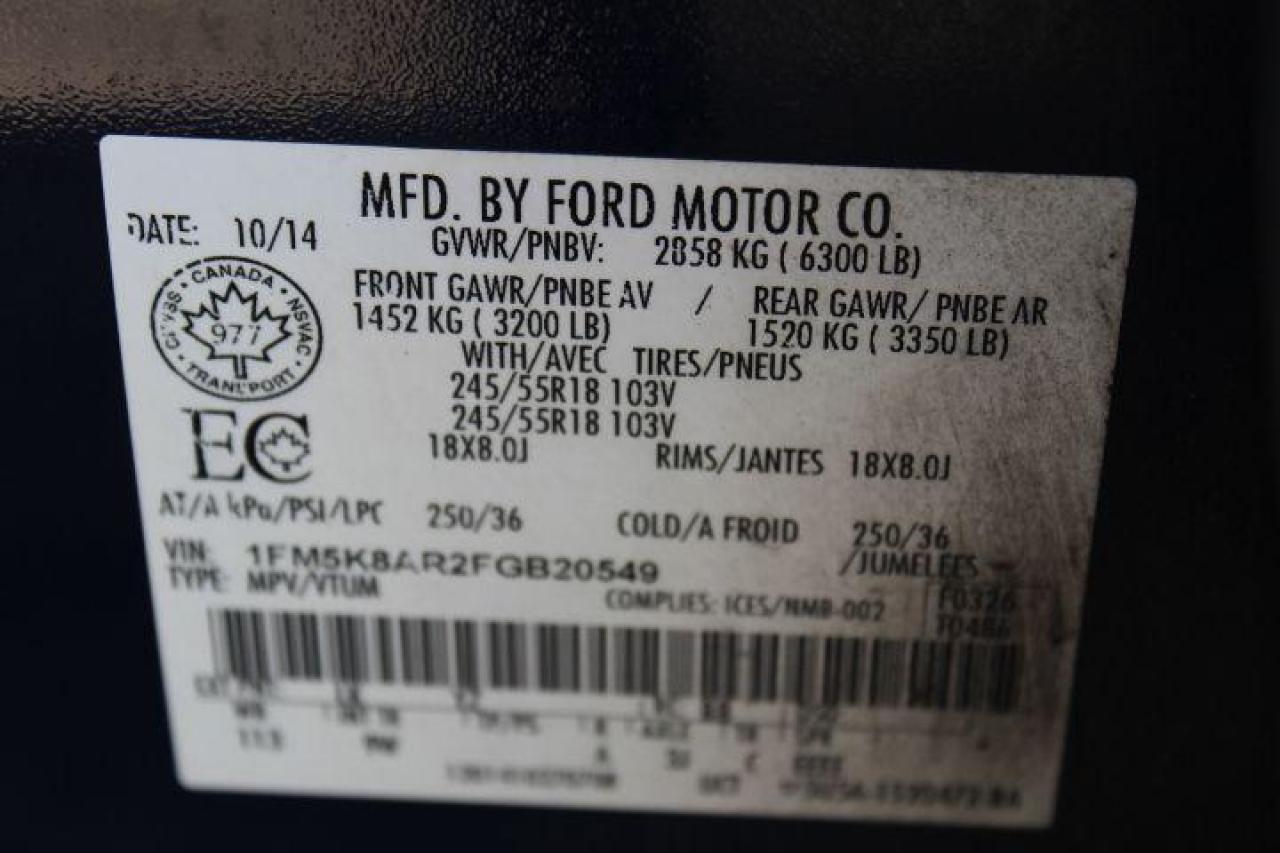 MFD. BY FORD MOTOR CO.
DATE: 10/14
GVWR/PNBV: 2858 KG ( 6300 LB)
FRONT GAWR/PNBE AV / REAR GAWR/ PNBE AR
1452 KG ( 3200 LB) 1520 KG ( 3350 LB)
WITH/AVEC TIRES/PNEUS
245/55R18 103V
245/55R18 103V
18X8.0J RIMS/JANTES 18X8.0J
CANADA • NSVAC •
977
EC
AT/A kPa/PSI/LPC 250/36 COLD/A FROID 250/36
VIN: 1FM5K8AR2FGB20549 /JUMELEES
TYPE: MPV/VTUM
COMPLIES: ICES/NMB-002 F0326
T0486